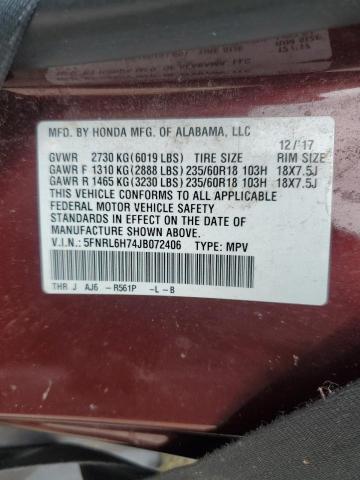 MFD. BY HONDA MFG. OF ALABAMA, LLC
12/'17
GVWR 2730 KG(6019 LBS) TIRE SIZE RIM SIZE
GAWR F 1310 KG(2888 LBS) 235/60R18 103H 18X7.5J
GAWR R 1465 KG(3230 LBS) 235/60R18 103H 18X7.5J
THIS VEHICLE CONFORMS TO ALL APPLICABLE
FEDERAL MOTOR VEHICLE SAFETY AND BUMPER
STANDARDS IN EFFECT ON THE DATE OF
MANUFACTURE SHOWN ABOVE.
V.I.N.: 5FNRL6H74JB072406 TYPE: MPV
THR J AJ6 -R561P -L-B